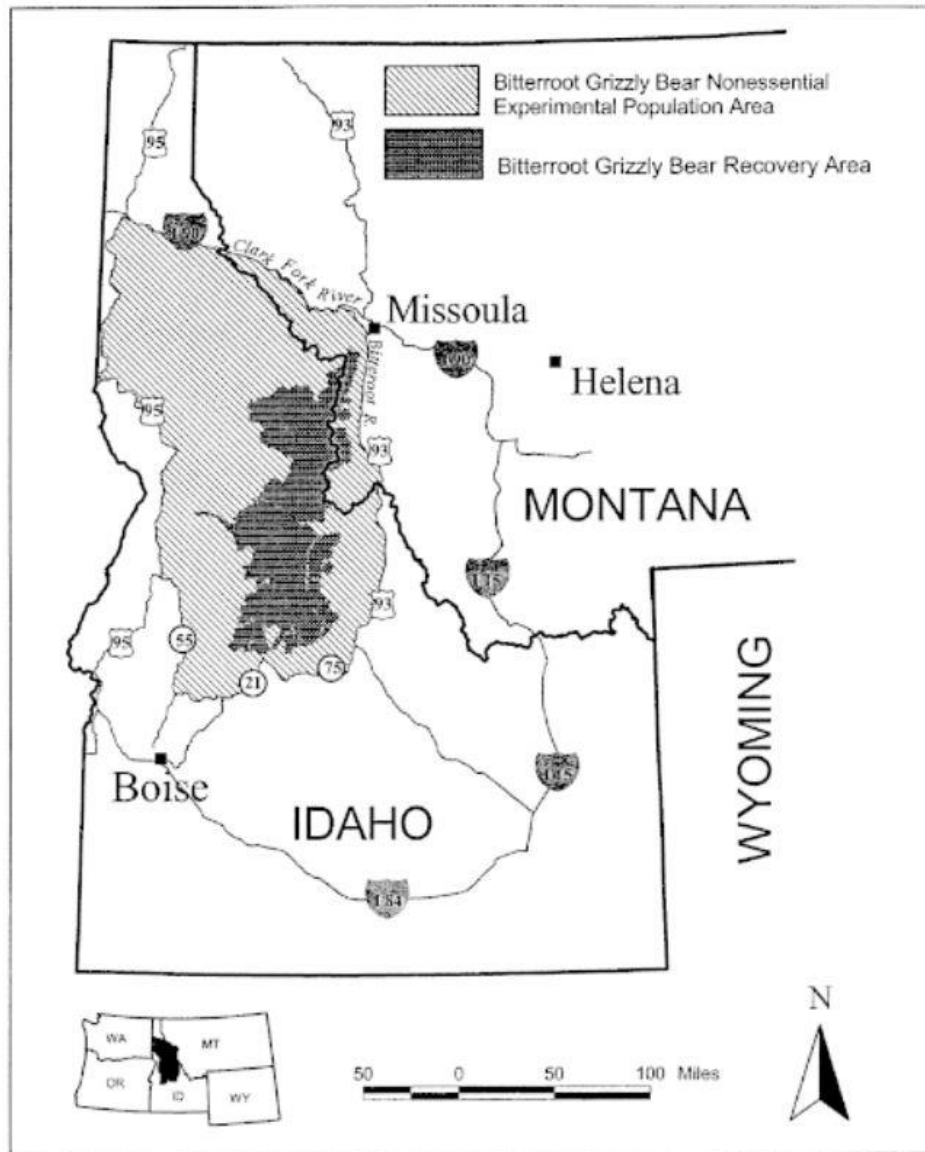 Bitterroot Grizzly Bear Nonessential
Experimental Population Area
Bitterroot Grizzly Bear Recovery Area
93
95
I-90
Clark Fork River
Missoula
I-90
Helena
Bitterroot R.
95
93
MONTANA
I-15
93
95
55
75
21
WYOMING
I-15
Boise
IDAHO
I-84
N
WA
MT
OR
ID
WY
50 0 50 100 Miles